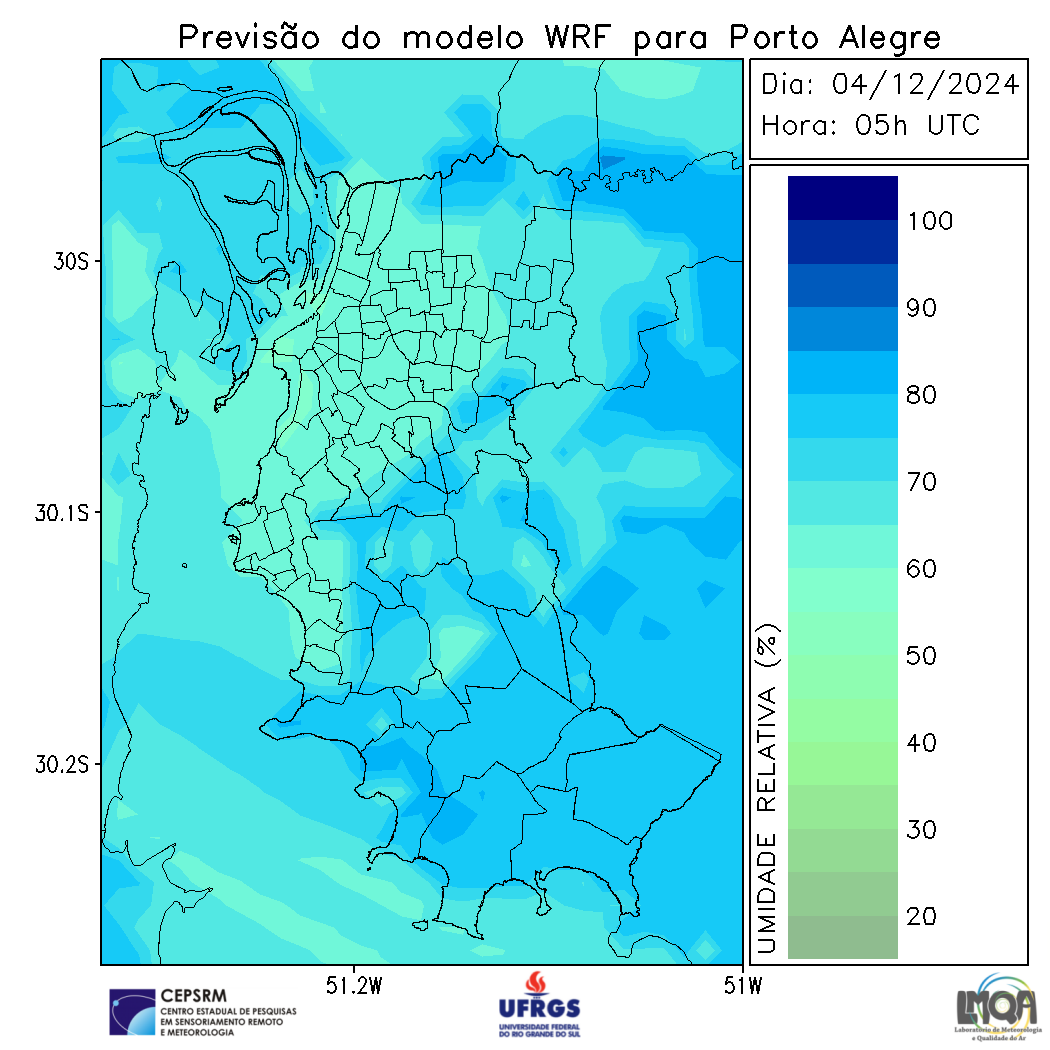 Previsão do modelo WRF para Porto Alegre
Dia: 04/12/2024
Hora: 05h UTC
100
90
80
70
60
50
40
30
20
UMIDADE RELATIVA (%)
30S
30.1S
30.2S
51.2W
51W
CEPSRM
CENTRO ESTADUAL DE PESQUISAS
EM SENSORIAMENTO REMOTO
E METEOROLOGIA
UFRGS
UNIVERSIDADE FEDERAL
DO RIO GRANDE DO SUL
LMQA
Laboratório de Meteorologia
e Qualidade do Ar